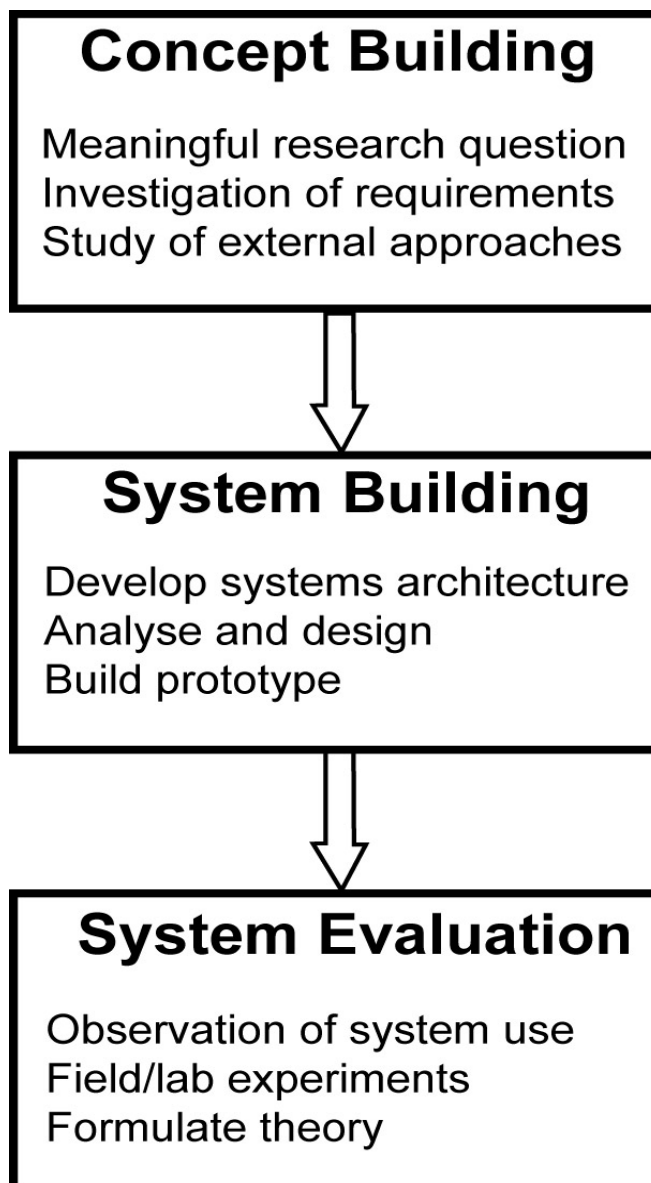 Concept Building
Meaningful research question
Investigation of requirements
Study of external approaches
System Building
Develop systems architecture
Analyse and design
Build prototype
System Evaluation
Observation of system use
Field/lab experiments
Formulate theory